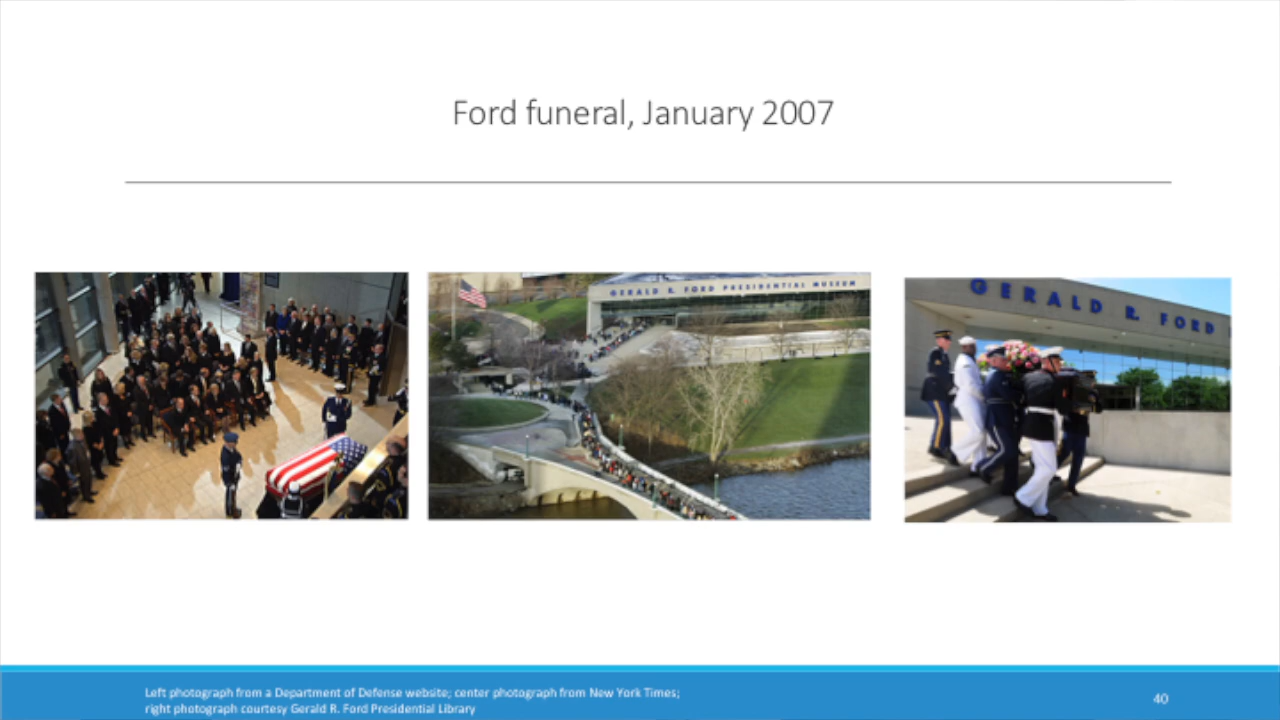 Ford funeral, January 2007
GERALD R. FORD PRESIDENTIAL MUSEUM
GERALD R. FORD
Left photograph from a Department of Defense website; center photograph from New York Times;
right photograph courtesy Gerald R. Ford Presidential Library
40